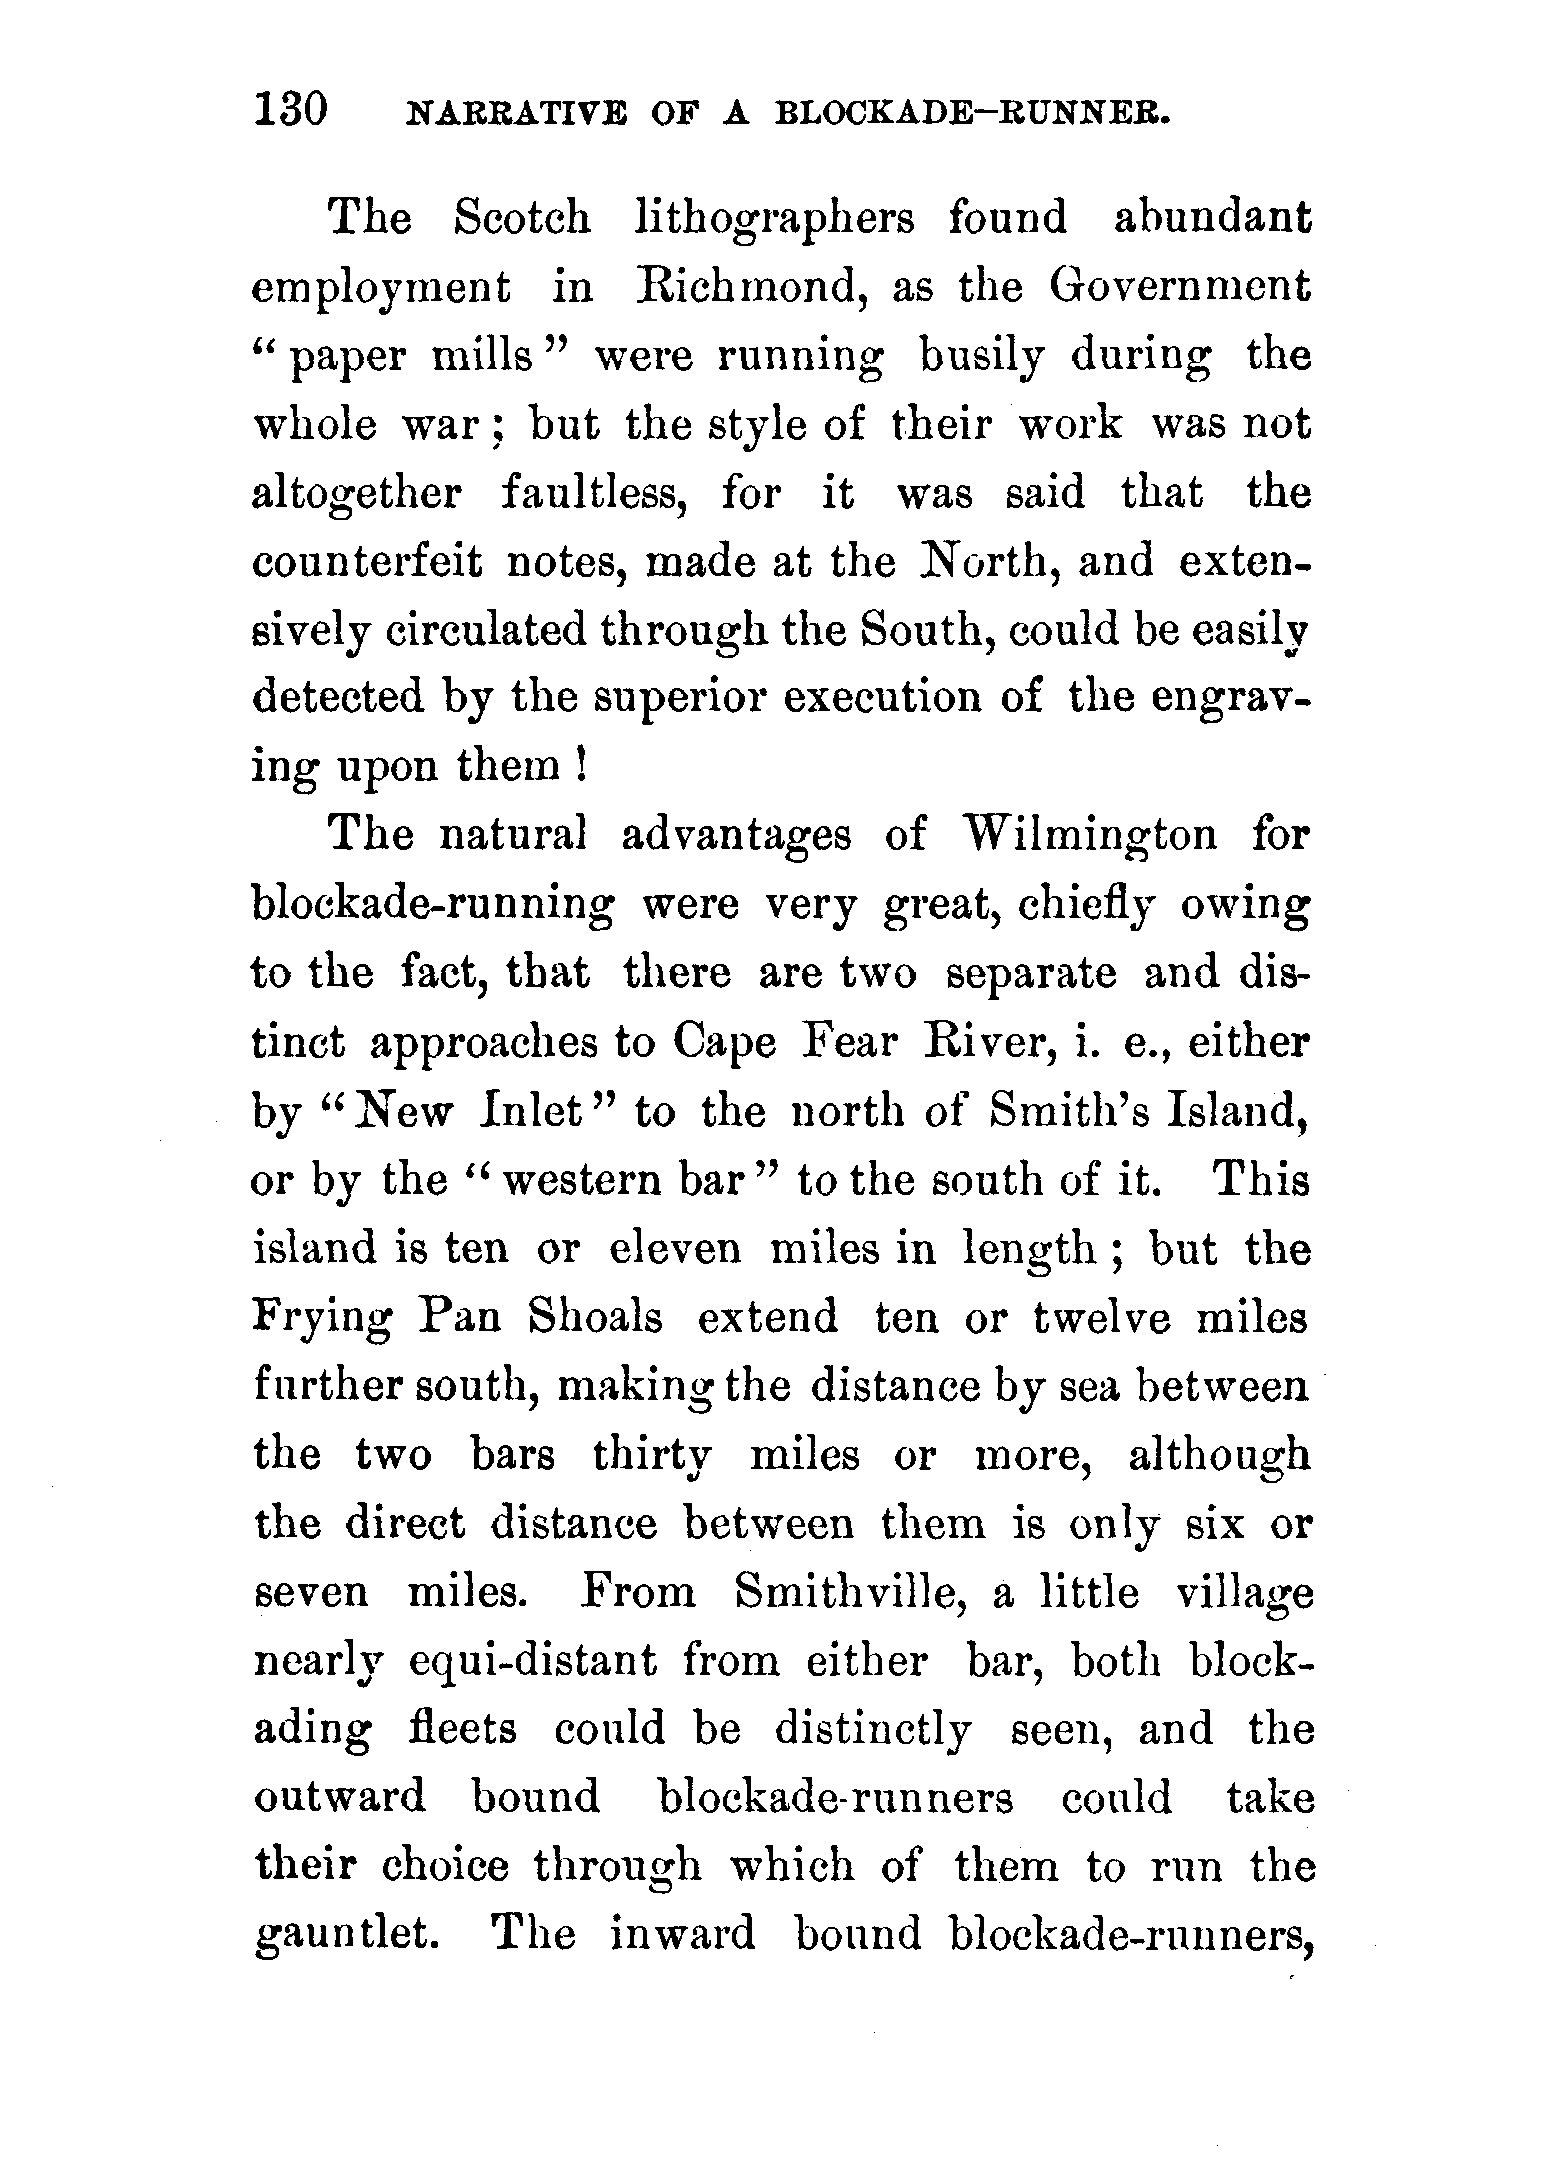 130 NARRATIVE OF A BLOCKADE-RUNNER.
The Scotch lithographers found abundant
employment in Richmond, as the Government
“ paper mills ” were running busily during the
whole war ; but the style of their work was not
altogether faultless, for it was said that the
counterfeit notes, made at the North, and exten-
sively circulated through the South, could be easily
detected by the superior execution of the engrav-
ing upon them !
The natural advantages of Wilmington for
blockade-running were very great, chiefly owing
to the fact, that there are two separate and dis-
tinct approaches to Cape Fear River, i. e., either
by “ New Inlet ” to the north of Smith’s Island,
or by the “ western bar ” to the south of it. This
island is ten or eleven miles in length ; but the
Frying Pan Shoals extend ten or twelve miles
further south, making the distance by sea between
the two bars thirty miles or more, although
the direct distance between them is only six or
seven miles. From Smithville, a little village
nearly equi-distant from either bar, both block-
ading fleets could be distinctly seen, and the
outward bound blockade-runners could take
their choice through which of them to run the
gauntlet. The inward bound blockade-runners,